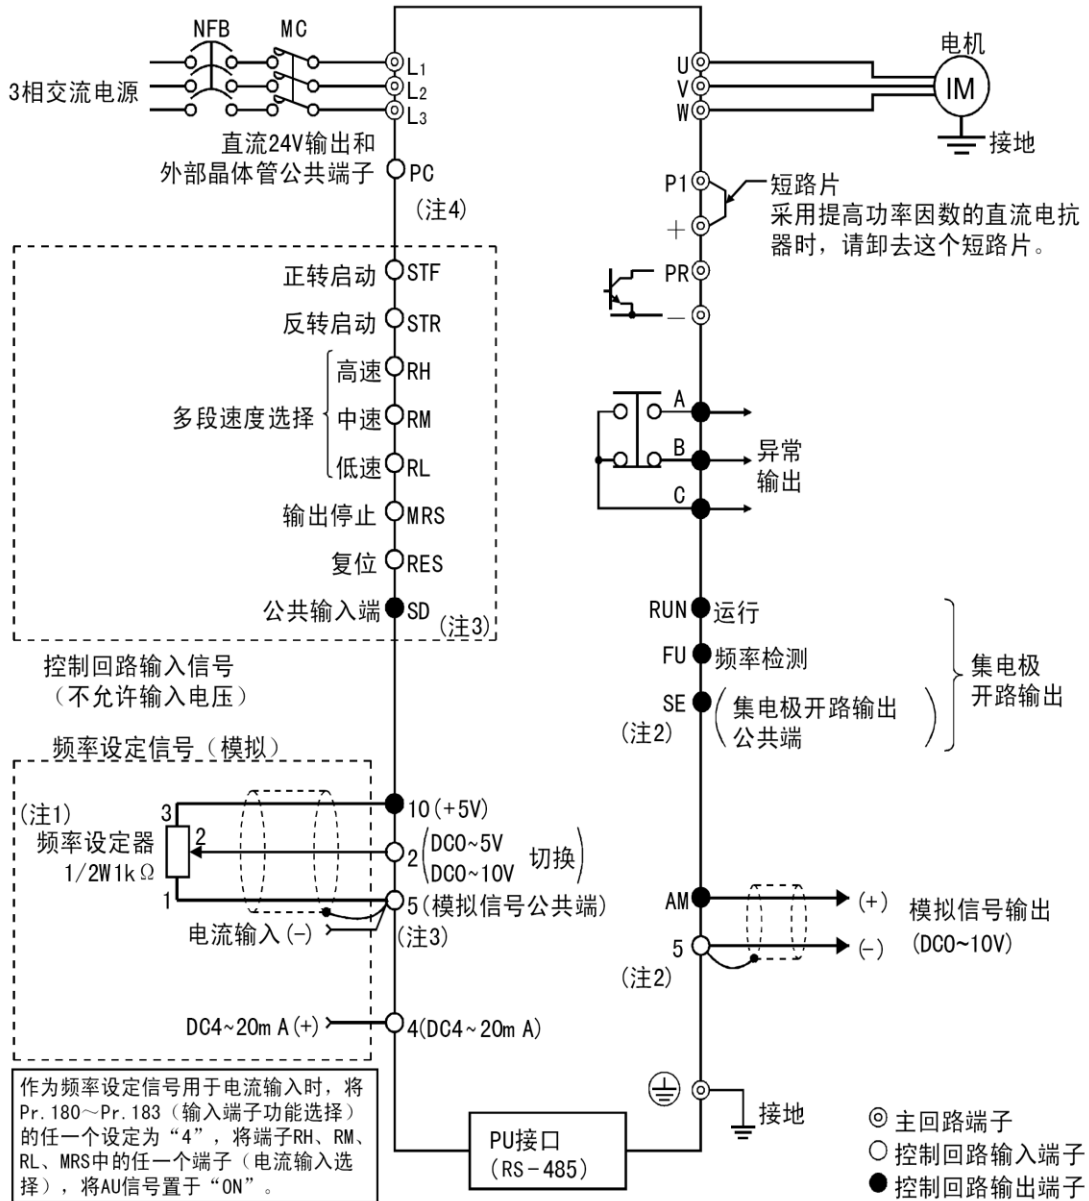 NFB
MC
3相交流电源
L1
L2
L3
直流24V输出和
外部晶体管公共端子
PC
(注4)
正转启动
STF
反转启动
STR
多段速度选择
高速
RH
中速
RM
低速
RL
输出停止
MRS
复位
RES
公共输入端
SD
(注3)
控制回路输入信号
（不允许输入电压）
频率设定信号（模拟）
(注1)
频率设定器
1/2W1kΩ
3
2
1
10(+5V)
2
DC0~5V
DC0~10V
切换
5(模拟信号公共端)
(注3)
电流输入(-)
DC4~20mA(+)
4(DC4~20mA)
作为频率设定信号用于电流输入时，将
Pr.180～Pr.183（输入端子功能选择）
的任一个设定为“4”，将端子RH、RM、
RL、MRS中的任一个端子（电流输入选
择），将AU信号置于“ON”。
U
V
W
电机
IM
接地
P1
+
短路片
采用提高功率因数的直流电抗
器时，请卸去这个短路片。
PR
－
A
B
C
异常
输出
RUN
运行
FU
频率检测
SE
(注2)
集电极开路输出
公共端
集电极
开路输出
AM
5
(注2)
(+)
(-)
模拟信号输出
(DC0~10V)
接地
PU接口
(RS-485)
主回路端子
控制回路输入端子
控制回路输出端子